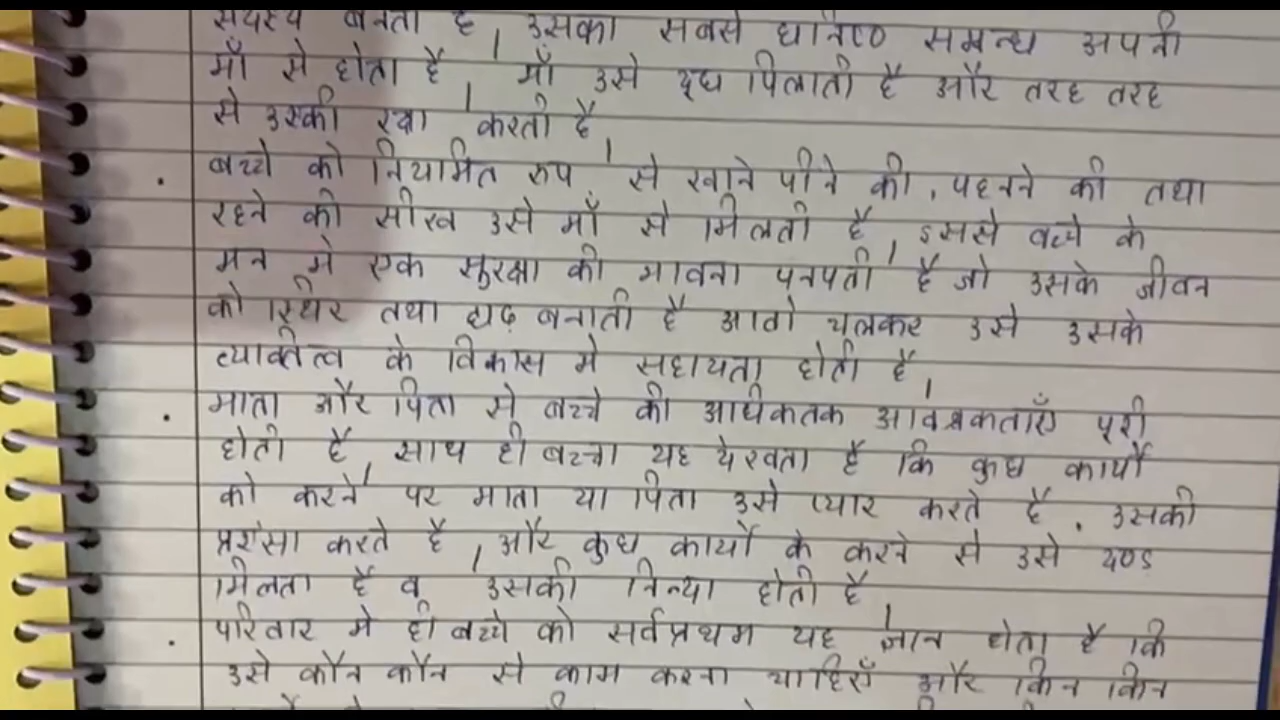 सदस्य बनता है, उसका सबसे घनिष्ठ सम्बन्ध अपनी
माँ से होता है। माँ उसे दूध पिलाती है और तरह तरह
से उसकी रक्षा करती है।
• बच्चे को नियामित रुप से खाने पीने की, पहनने की तथा
रहने की सीख उसे माँ से मिलती है। इससे बच्चे के
मन मे एक सुरक्षा की भावना पनपती है जो उसके जीवन
को स्थिर तथा दृढ़ बनाती है आगे चलकर उसे उसके
व्यक्तित्व के विकास मे सहायता होती है।
• माता और पिता से बच्चे की अधिकतक आवश्रकताएँ पूरी
होती है। साथ ही बच्चा यह देखता है कि कुछ कार्यो
को करने पर माता या पिता उसे प्यार करते है. उसकी
प्रशंसा करते है। और कुछ कार्यो के करने से उसे दण्ड
मिलता है व उसकी निन्दा होती है।
• परिवार मे ही बच्चे को सर्वप्रथम यह ज्ञान होता है कि
उसे कौन कौन से काम करना चाहिएँ और किन किन